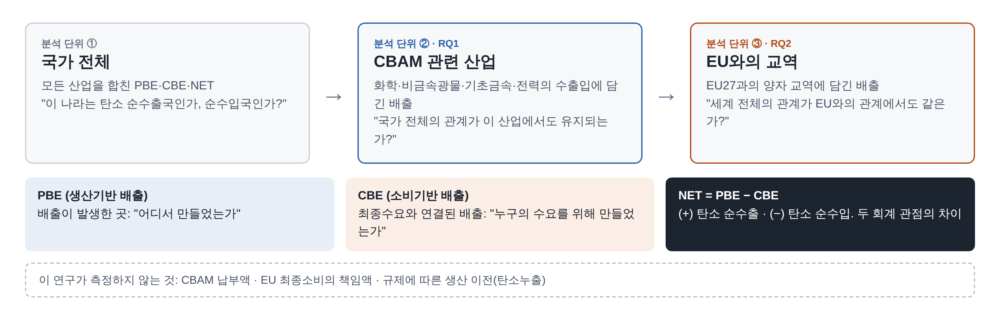 분석 단위 ①
국가 전체
모든 산업을 합친 PBE·CBE·NET
"이 나라는 탄소 순수출국인가, 순수입국인가?"
→
분석 단위 ② · RQ1
CBAM 관련 산업
화학·비금속광물·기초금속·전력의 수출입에 담
긴 배출
"국가 전체의 관계가 이 산업에서도 유지되는
가?"
→
분석 단위 ③ · RQ2
EU와의 교역
EU27과의 양자 교역에 담긴 배출
"세계 전체의 관계가 EU와의 관계에서도 같은
가?"
PBE (생산기반 배출)
배출이 발생한 곳: "어디서 만들었는가"
CBE (소비기반 배출)
최종수요와 연결된 배출: "누구의 수요를 위해 만들었
는가"
NET = PBE − CBE
(+) 탄소 순수출 · (−) 탄소 순수입. 두 회계 관점의 차이
이 연구가 측정하지 않는 것: CBAM 납부액 · EU 최종소비의 책임액 · 규제에 따른 생산 이전(탄소누출)